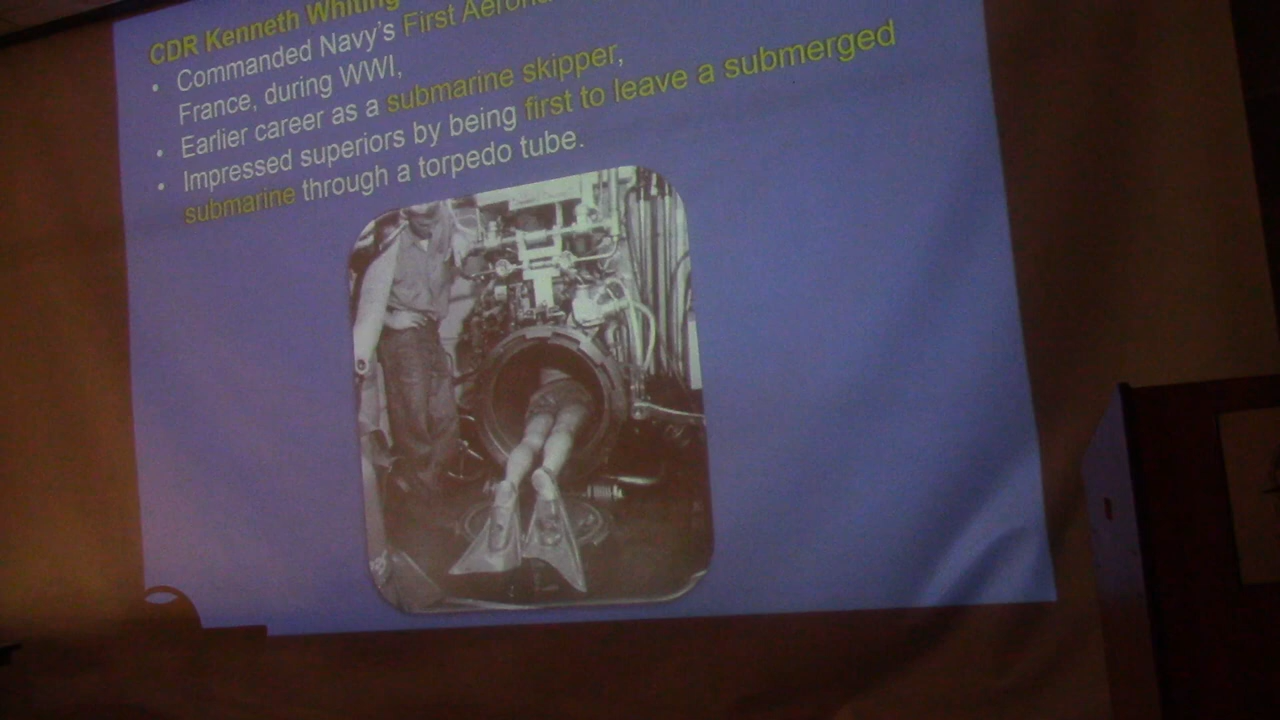 CDR Kenneth Whiting
• Commanded Navy's First
France, during WWI,
• Earlier career as a submarine skipper,
• Impressed superiors by being first to leave a submerged
submarine through a torpedo tube.